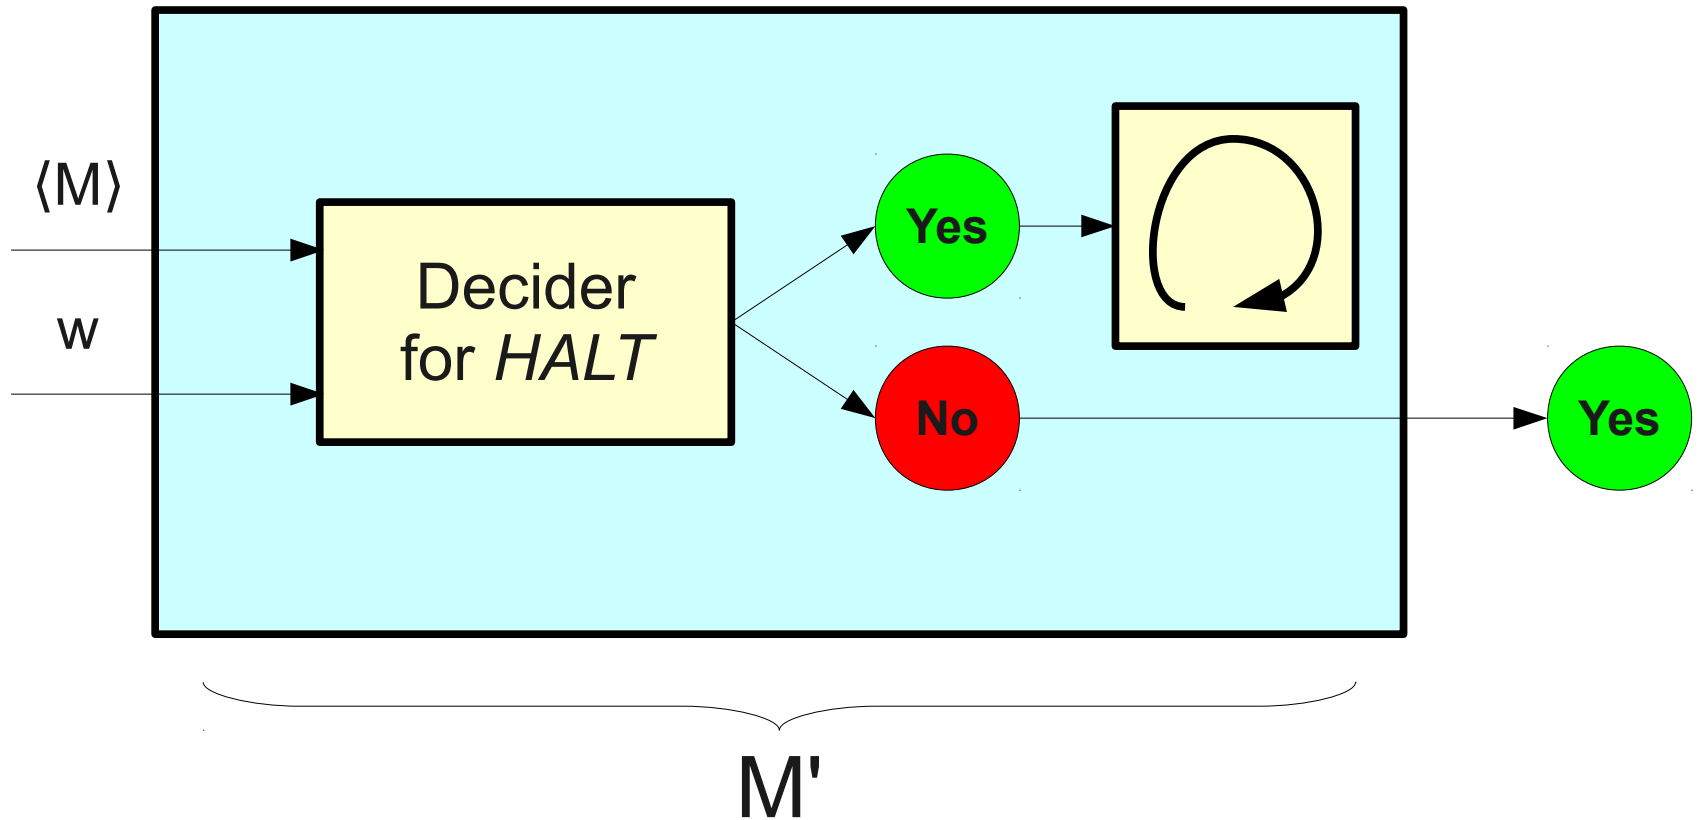 ⟨M⟩
w
Decider
for HALT
Yes
No
Yes
M'